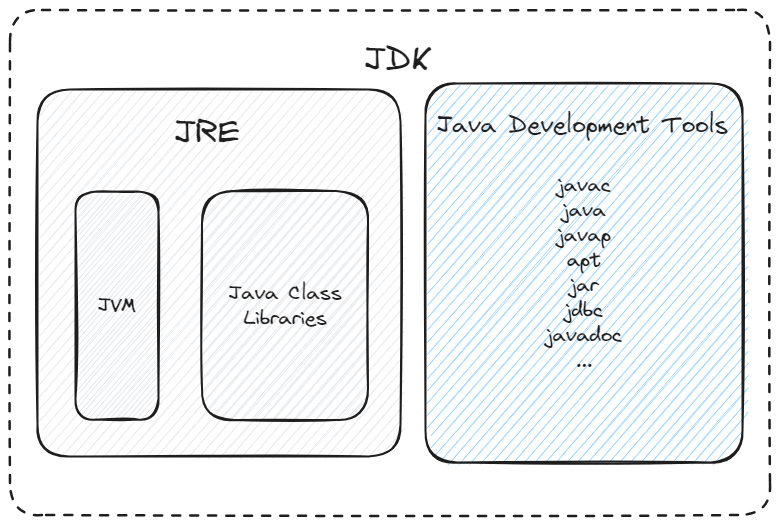 JDK
JRE
JVM
Java Class
Libraries
Java Development Tools
javac
java
javap
apt
jar
jdbc
javadoc
...